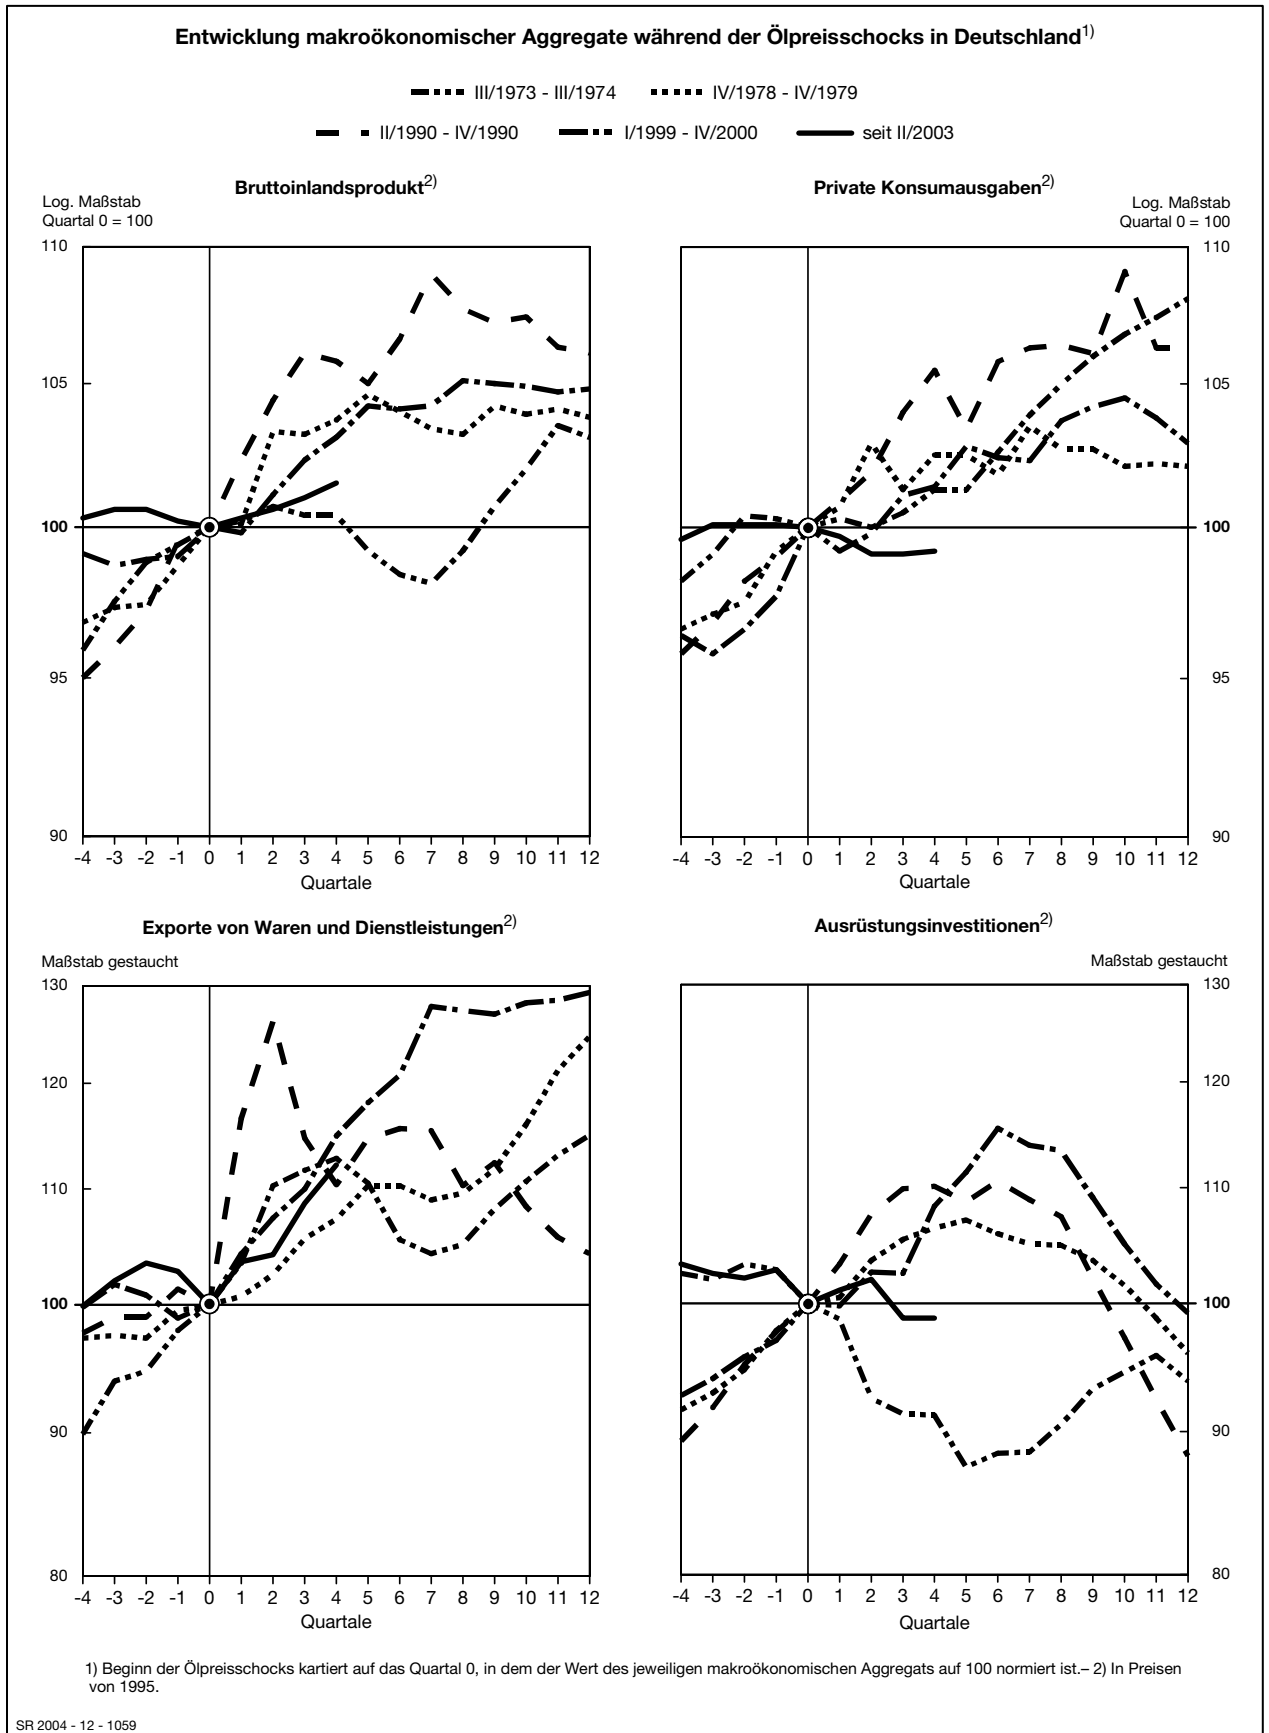 Entwicklung makroökonomischer Aggregate während der Ölpreisschocks in Deutschland1)
III/1973 - III/1974 IV/1978 - IV/1979
II/1990 - IV/1990 I/1999 - IV/2000 seit II/2003
Bruttoinlandsprodukt2)
Log. Maßstab
Quartal 0 = 100
110
105
100
95
90
-4 -3 -2 -1 0 1 2 3 4 5 6 7 8 9 10 11 12
Quartale
Private Konsumausgaben2)
Log. Maßstab
Quartal 0 = 100
110
105
100
95
90
-4 -3 -2 -1 0 1 2 3 4 5 6 7 8 9 10 11 12
Quartale
Exporte von Waren und Dienstleistungen2)
Maßstab gestaucht
130
120
110
100
90
80
-4 -3 -2 -1 0 1 2 3 4 5 6 7 8 9 10 11 12
Quartale
Ausrüstungsinvestitionen2)
Maßstab gestaucht
130
120
110
100
90
80
-4 -3 -2 -1 0 1 2 3 4 5 6 7 8 9 10 11 12
Quartale
1) Beginn der Ölpreisschocks kartiert auf das Quartal 0, in dem der Wert des jeweiligen makroökonomischen Aggregats auf 100 normiert ist.– 2) In Preisen
von 1995.
SR 2004 - 12 - 1059